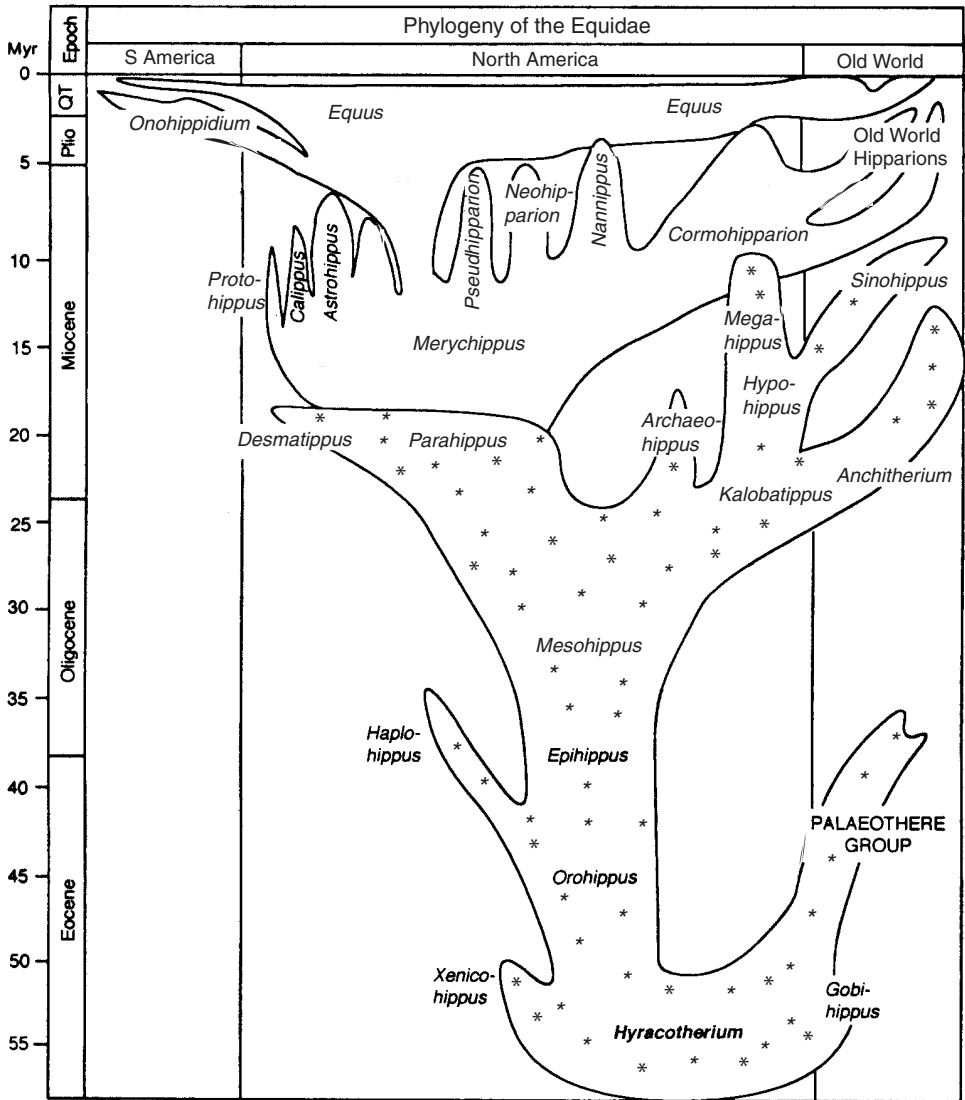 Phylogeny of the Equidae
Myr
Epoch
S America
North America
Old World
0
QT
Equus
Equus
Onohippidium
Plio
Old World
Hipparions
5
Pseudhipparion
Neohip-
parion
Nannippus
Cormohipparion
10
Proto-
hippus
Calippus
Astrohippus
Sinohippus
Mega-
hippus
Miocene
15
Merychippus
Hypo-
hippus
20
Desmatippus
Parahippus
Archaeo-
hippus
Anchitherium
Kalobatippus
25
30
Oligocene
Mesohippus
35
Haplo-
hippus
Epihippus
40
PALAEOTHERE
GROUP
45
Orohippus
Eocene
50
Xenico-
hippus
Gobi-
hippus
Hyracotherium
55